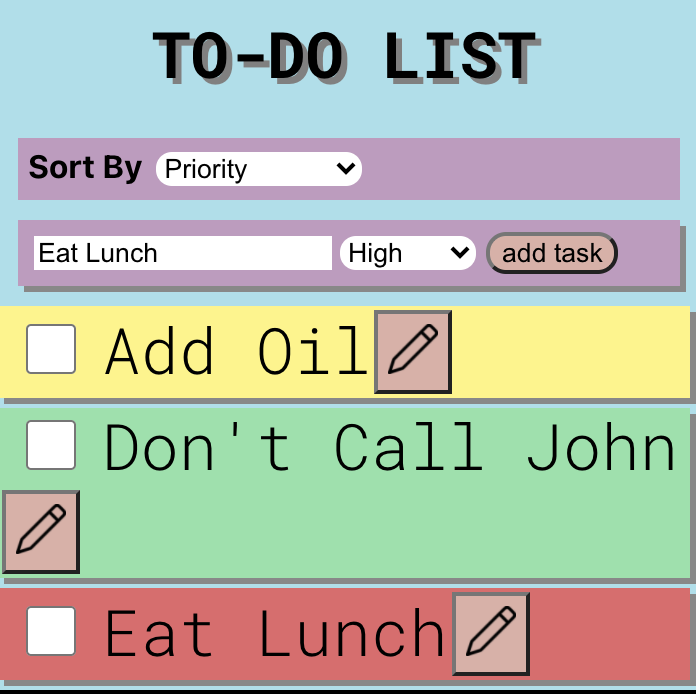 TO-DO LIST
Sort By Priority
Eat Lunch High add task
Add Oil
Don't Call John
Eat Lunch